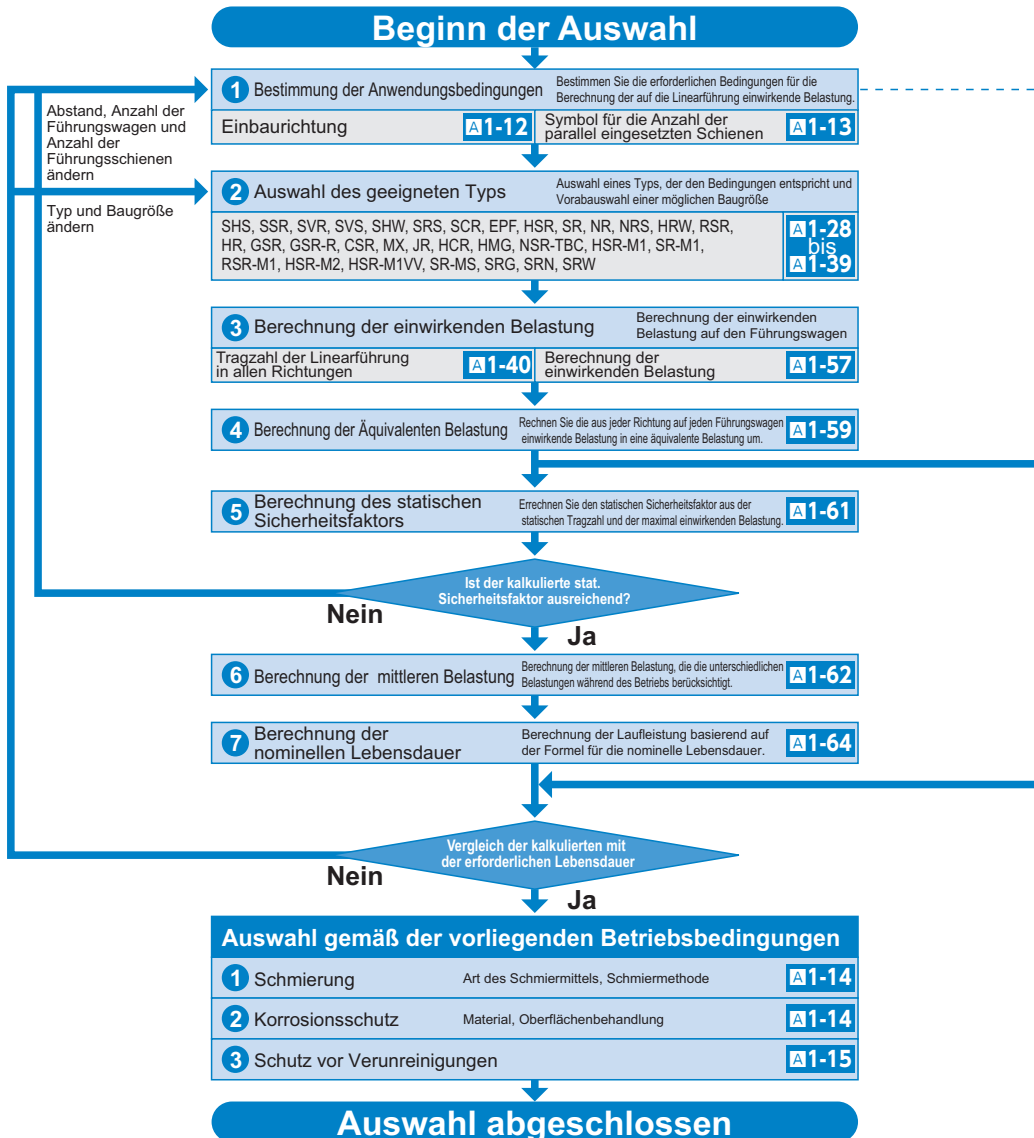 Beginn der Auswahl
1 Bestimmung der Anwendungsbedingungen
Bestimmen Sie die erforderlichen Bedingungen für die
Berechnung der auf die Linearführung einwirkende Belastung.
Einbaurichtung
A1-12
Symbol für die Anzahl der
parallel eingesetzten Schienen
A1-13
Abstand, Anzahl der
Führungswagen und
Anzahl der
Führungsschienen
ändern
2 Auswahl des geeigneten Typs
Auswahl eines Typs, der den Bedingungen entspricht und
Vorabauswahl einer möglichen Baugröße
Typ und Baugröße
ändern
SHS, SSR, SVR, SVS, SHW, SRS, SCR, EPF, HSR, SR, NR, NRS, HRW, RSR,
HR, GSR, GSR-R, CSR, MX, JR, HCR, HMG, NSR-TBC, HSR-M1, SR-M1,
RSR-M1, HSR-M2, HSR-M1VV, SR-MS, SRG, SRN, SRW
A1-28
bis
A1-39
3 Berechnung der einwirkenden Belastung
Berechnung der einwirkenden
Belastung auf den Führungswagen
Tragzahl der Linearführung
in allen Richtungen
A1-40
Berechnung der
einwirkenden Belastung
A1-57
4 Berechnung der Äquivalenten Belastung
Rechnen Sie die aus jeder Richtung auf jeden Führungswagen
einwirkende Belastung in eine äquivalente Belastung um.
A1-59
5 Berechnung des statischen
Sicherheitsfaktors
Errechnen Sie den statischen Sicherheitsfaktor aus der
statischen Tragzahl und der maximal einwirkenden Belastung.
A1-61
Ist der kalkulierte stat.
Sicherheitsfaktor ausreichend?
Nein
Ja
6 Berechnung der mittleren Belastung
Berechnung der mittleren Belastung, die die unterschiedlichen
Belastungen während des Betriebs berücksichtigt.
A1-62
7 Berechnung der
nominellen Lebensdauer
Berechnung der Laufleistung basierend auf
der Formel für die nominelle Lebensdauer.
A1-64
Vergleich der kalkulierten mit
der erforderlichen Lebensdauer
Nein
Ja
Auswahl gemäß der vorliegenden Betriebsbedingungen
1 Schmierung
Art des Schmiermittels, Schmiermethode
A1-14
2 Korrosionsschutz
Material, Oberflächenbehandlung
A1-14
3 Schutz vor Verunreinigungen
A1-15
Auswahl abgeschlossen